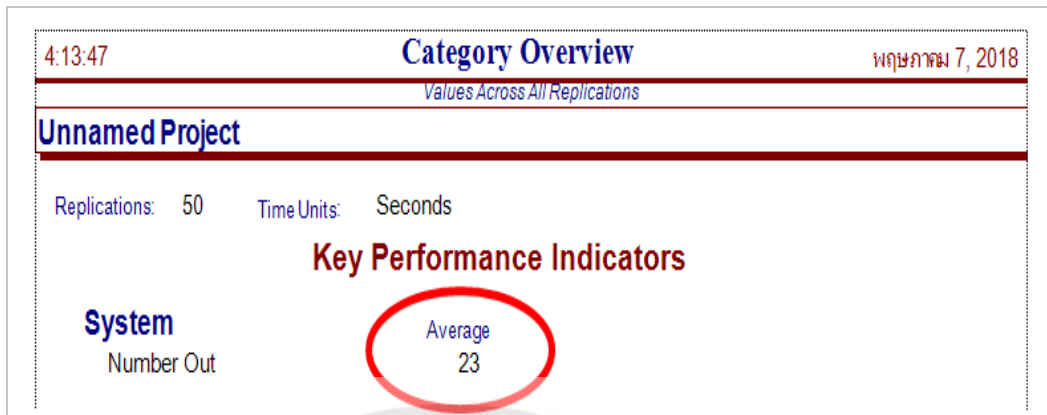 4:13:47 Category Overview พฤษภาคม 7, 2018
Values Across All Replications
Unnamed Project
Replications: 50 Time Units: Seconds
Key Performance Indicators
System Average
Number Out 23